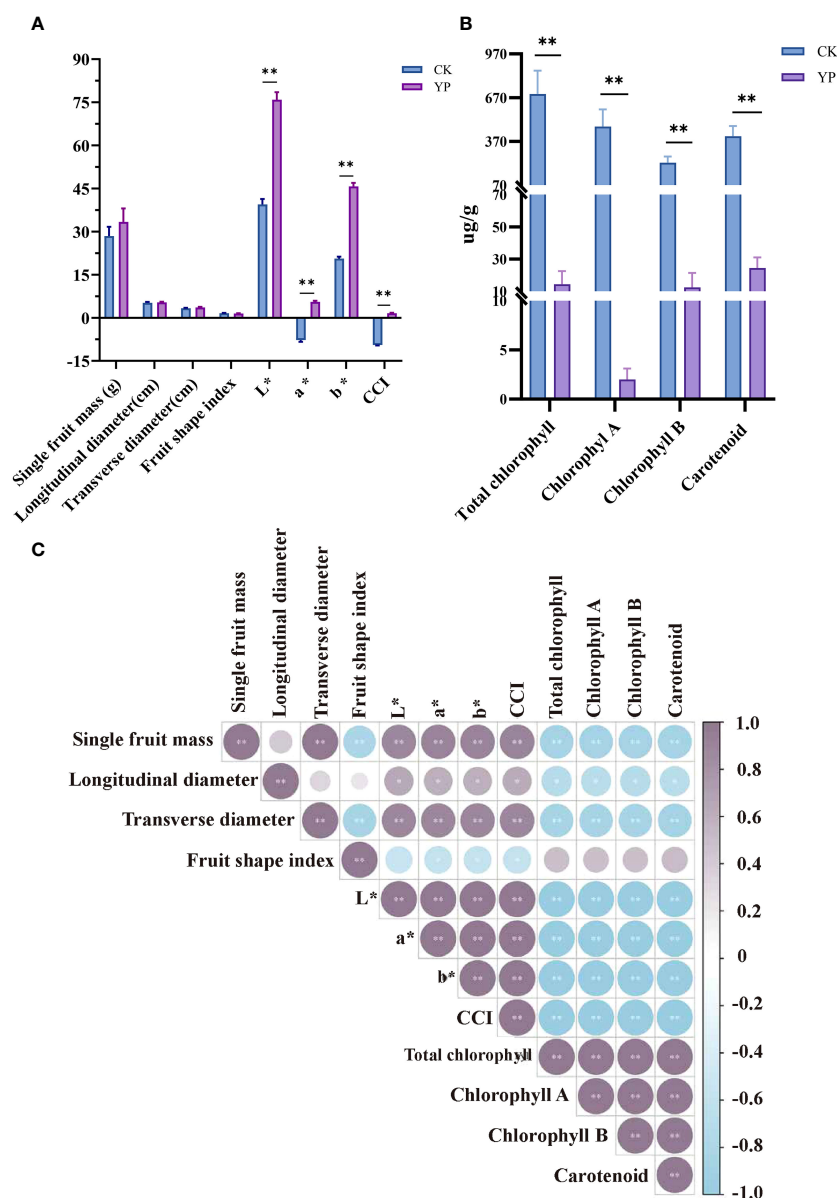 A
90
75
60
45
30
15
0
-15
CK
YP
**
**
**
**
Single fruit mass (g)
Longitudinal diameter(cm)
Transverse diameter(cm)
Fruit shape index
L*
a*
b*
CCI
B
970
670
370
70
70
50
30
10
10
5
0
ug/g
CK
YP
**
**
**
**
Total chlorophyll
Chlorophyl A
Chlorophyll B
Carotenoid
C
Single fruit mass
Longitudinal diameter
Transverse diameter
Fruit shape index
L*
a*
b*
CCI
Total chlorophyll
Chlorophyll A
Chlorophyll B
Carotenoid
Single fruit mass
Longitudinal diameter
Transverse diameter
Fruit shape index
L*
a*
b*
CCI
Total chlorophyll
Chlorophyll A
Chlorophyll B
Carotenoid
1.0
0.8
0.6
0.4
0.2
0
-0.2
-0.4
-0.6
-0.8
-1.0